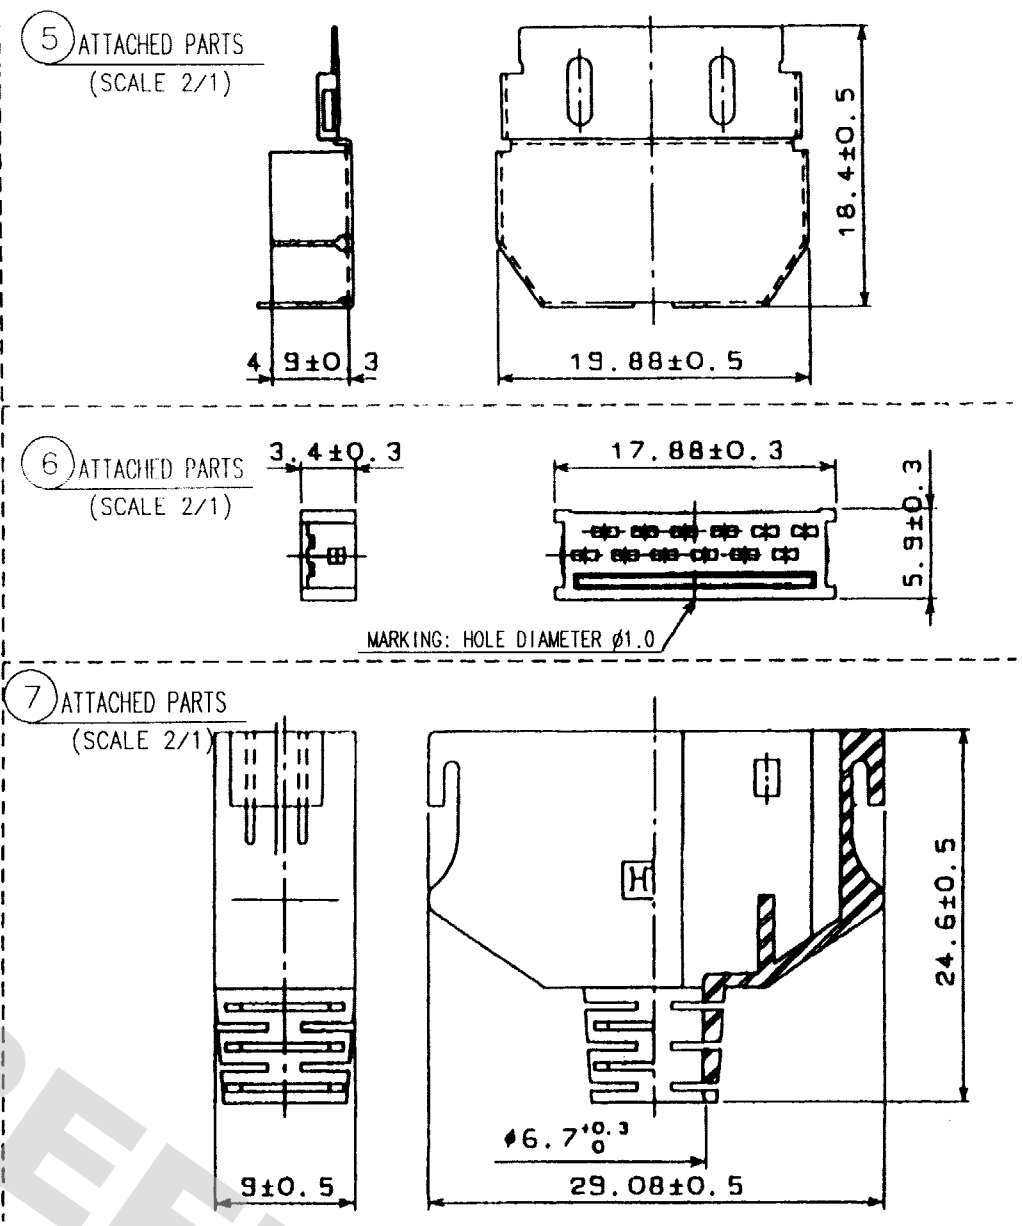 5 ATTACHED PARTS
(SCALE 2/1)
18.4±0.5
4.9±0.3
19.88±0.5
6 ATTACHED PARTS
(SCALE 2/1)
3.4±0.3
17.88±0.3
5.9±0.3
MARKING: HOLE DIAMETER ø1.0
7 ATTACHED PARTS
(SCALE 2/1)
H
24.6±0.5
ø6.7 +0.3 0
9±0.5
29.08±0.5